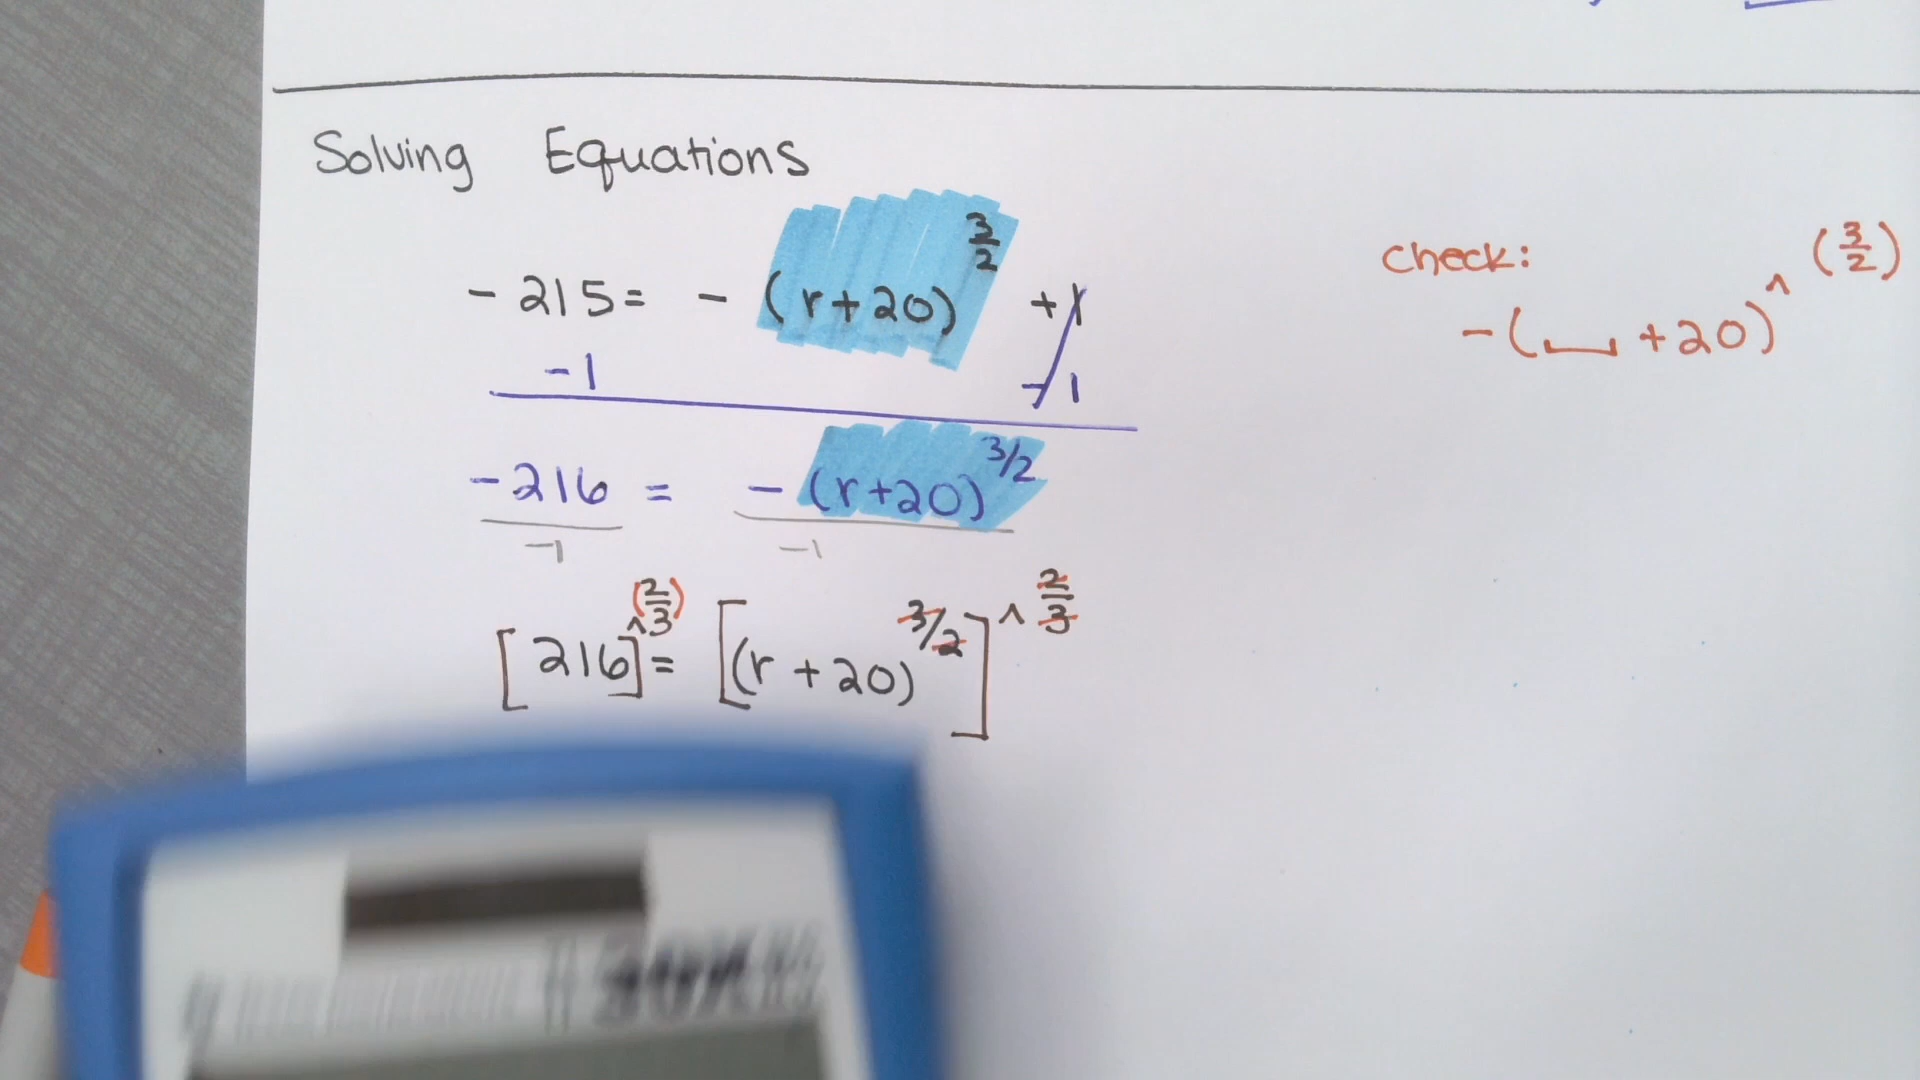 Solving Equations
-215 = -(r+20)^3/2 +1
-1 -1
-216 = -(r+20)^3/2
-1 -1
[216]^(2/3) = [(r+20)^3/2]^2/3
check:
-(⎵+20)^(3/2)
30X